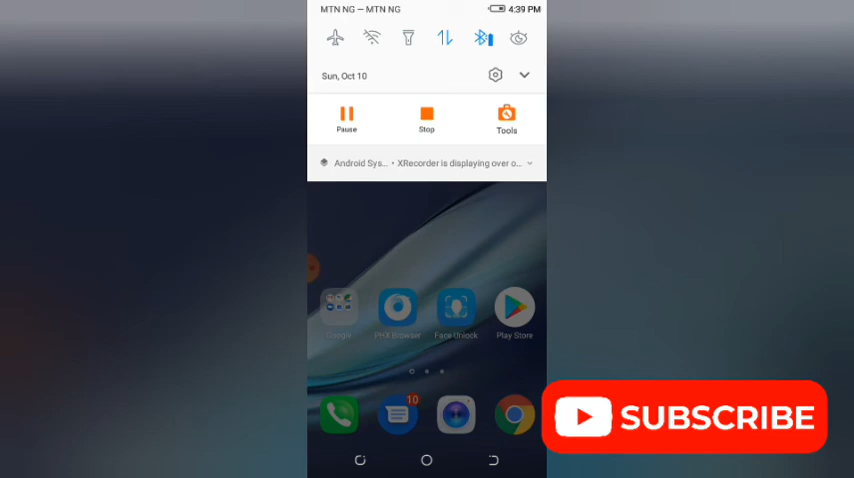 MTN NG — MTN NG 4:39 PM
Sun, Oct 10
Pause Stop Tools
Android Sys... • XRecorder is displaying over o...
Google PHX Browser Face Unlock Play Store
10
SUBSCRIBE